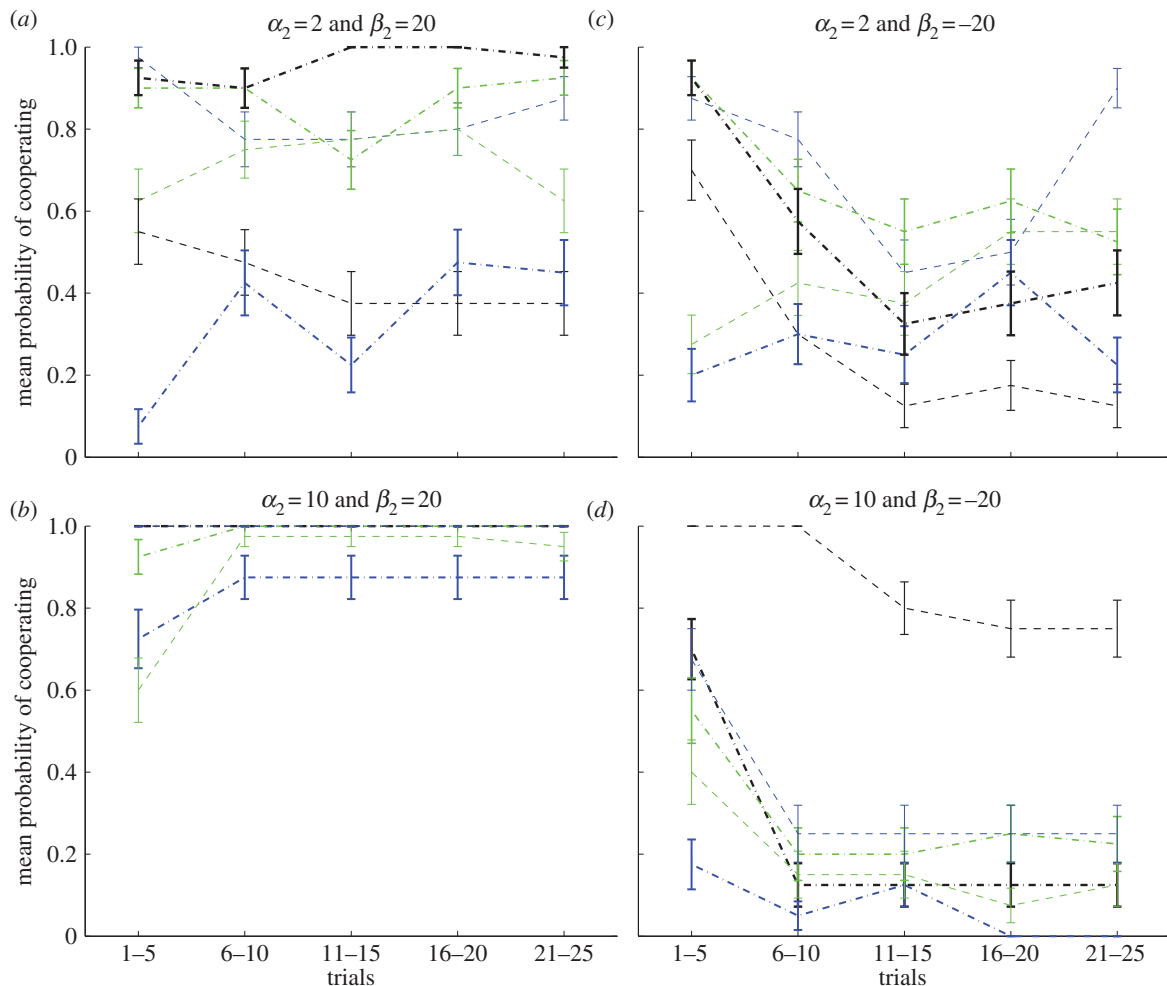 (a)
α₂=2 and β₂=20
mean probability of cooperating
1.0
0.8
0.6
0.4
0.2
0
(b)
α₂=10 and β₂=20
mean probability of cooperating
1.0
0.8
0.6
0.4
0.2
0
1–5 6–10 11–15 16–20 21–25
trials
(c)
α₂=2 and β₂=–20
(d)
α₂=10 and β₂=–20
1–5 6–10 11–15 16–20 21–25
trials